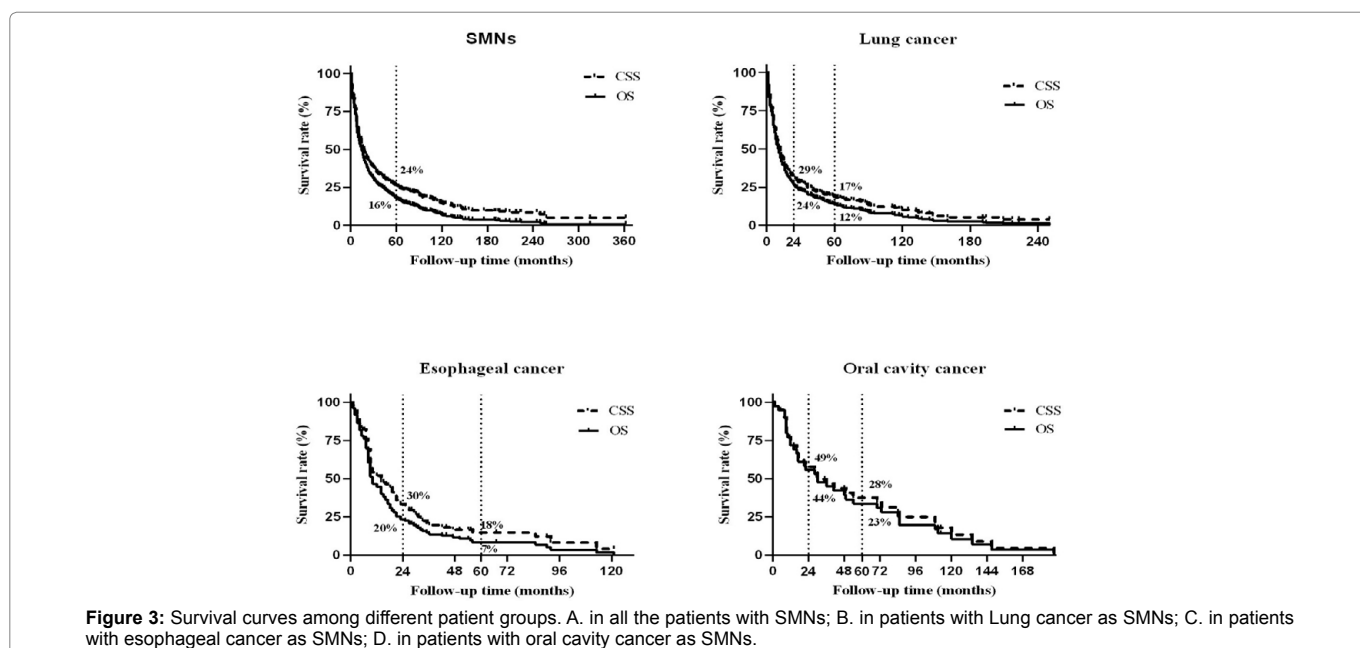 SMNs
100
75
50
25
0
Survival rate (%)
CSS
OS
24%
16%
0 60 120 180 240 300 360
Follow-up time (months)
Lung cancer
100
75
50
25
0
Survival rate (%)
CSS
OS
29%
17%
24%
12%
0 24 60 120 180 240
Follow-up time (months)
Esophageal cancer
100
75
50
25
0
Survival rate (%)
CSS
OS
30%
18%
20%
7%
0 24 48 60 72 96 120
Follow-up time (months)
Oral cavity cancer
100
75
50
25
0
Survival rate (%)
CSS
OS
49%
28%
44%
23%
0 24 48 60 72 96 120 144 168
Follow-up time (months)
Figure 3: Survival curves among different patient groups. A. in all the patients with SMNs; B. in patients with Lung cancer as SMNs; C. in patients
with esophageal cancer as SMNs; D. in patients with oral cavity cancer as SMNs.